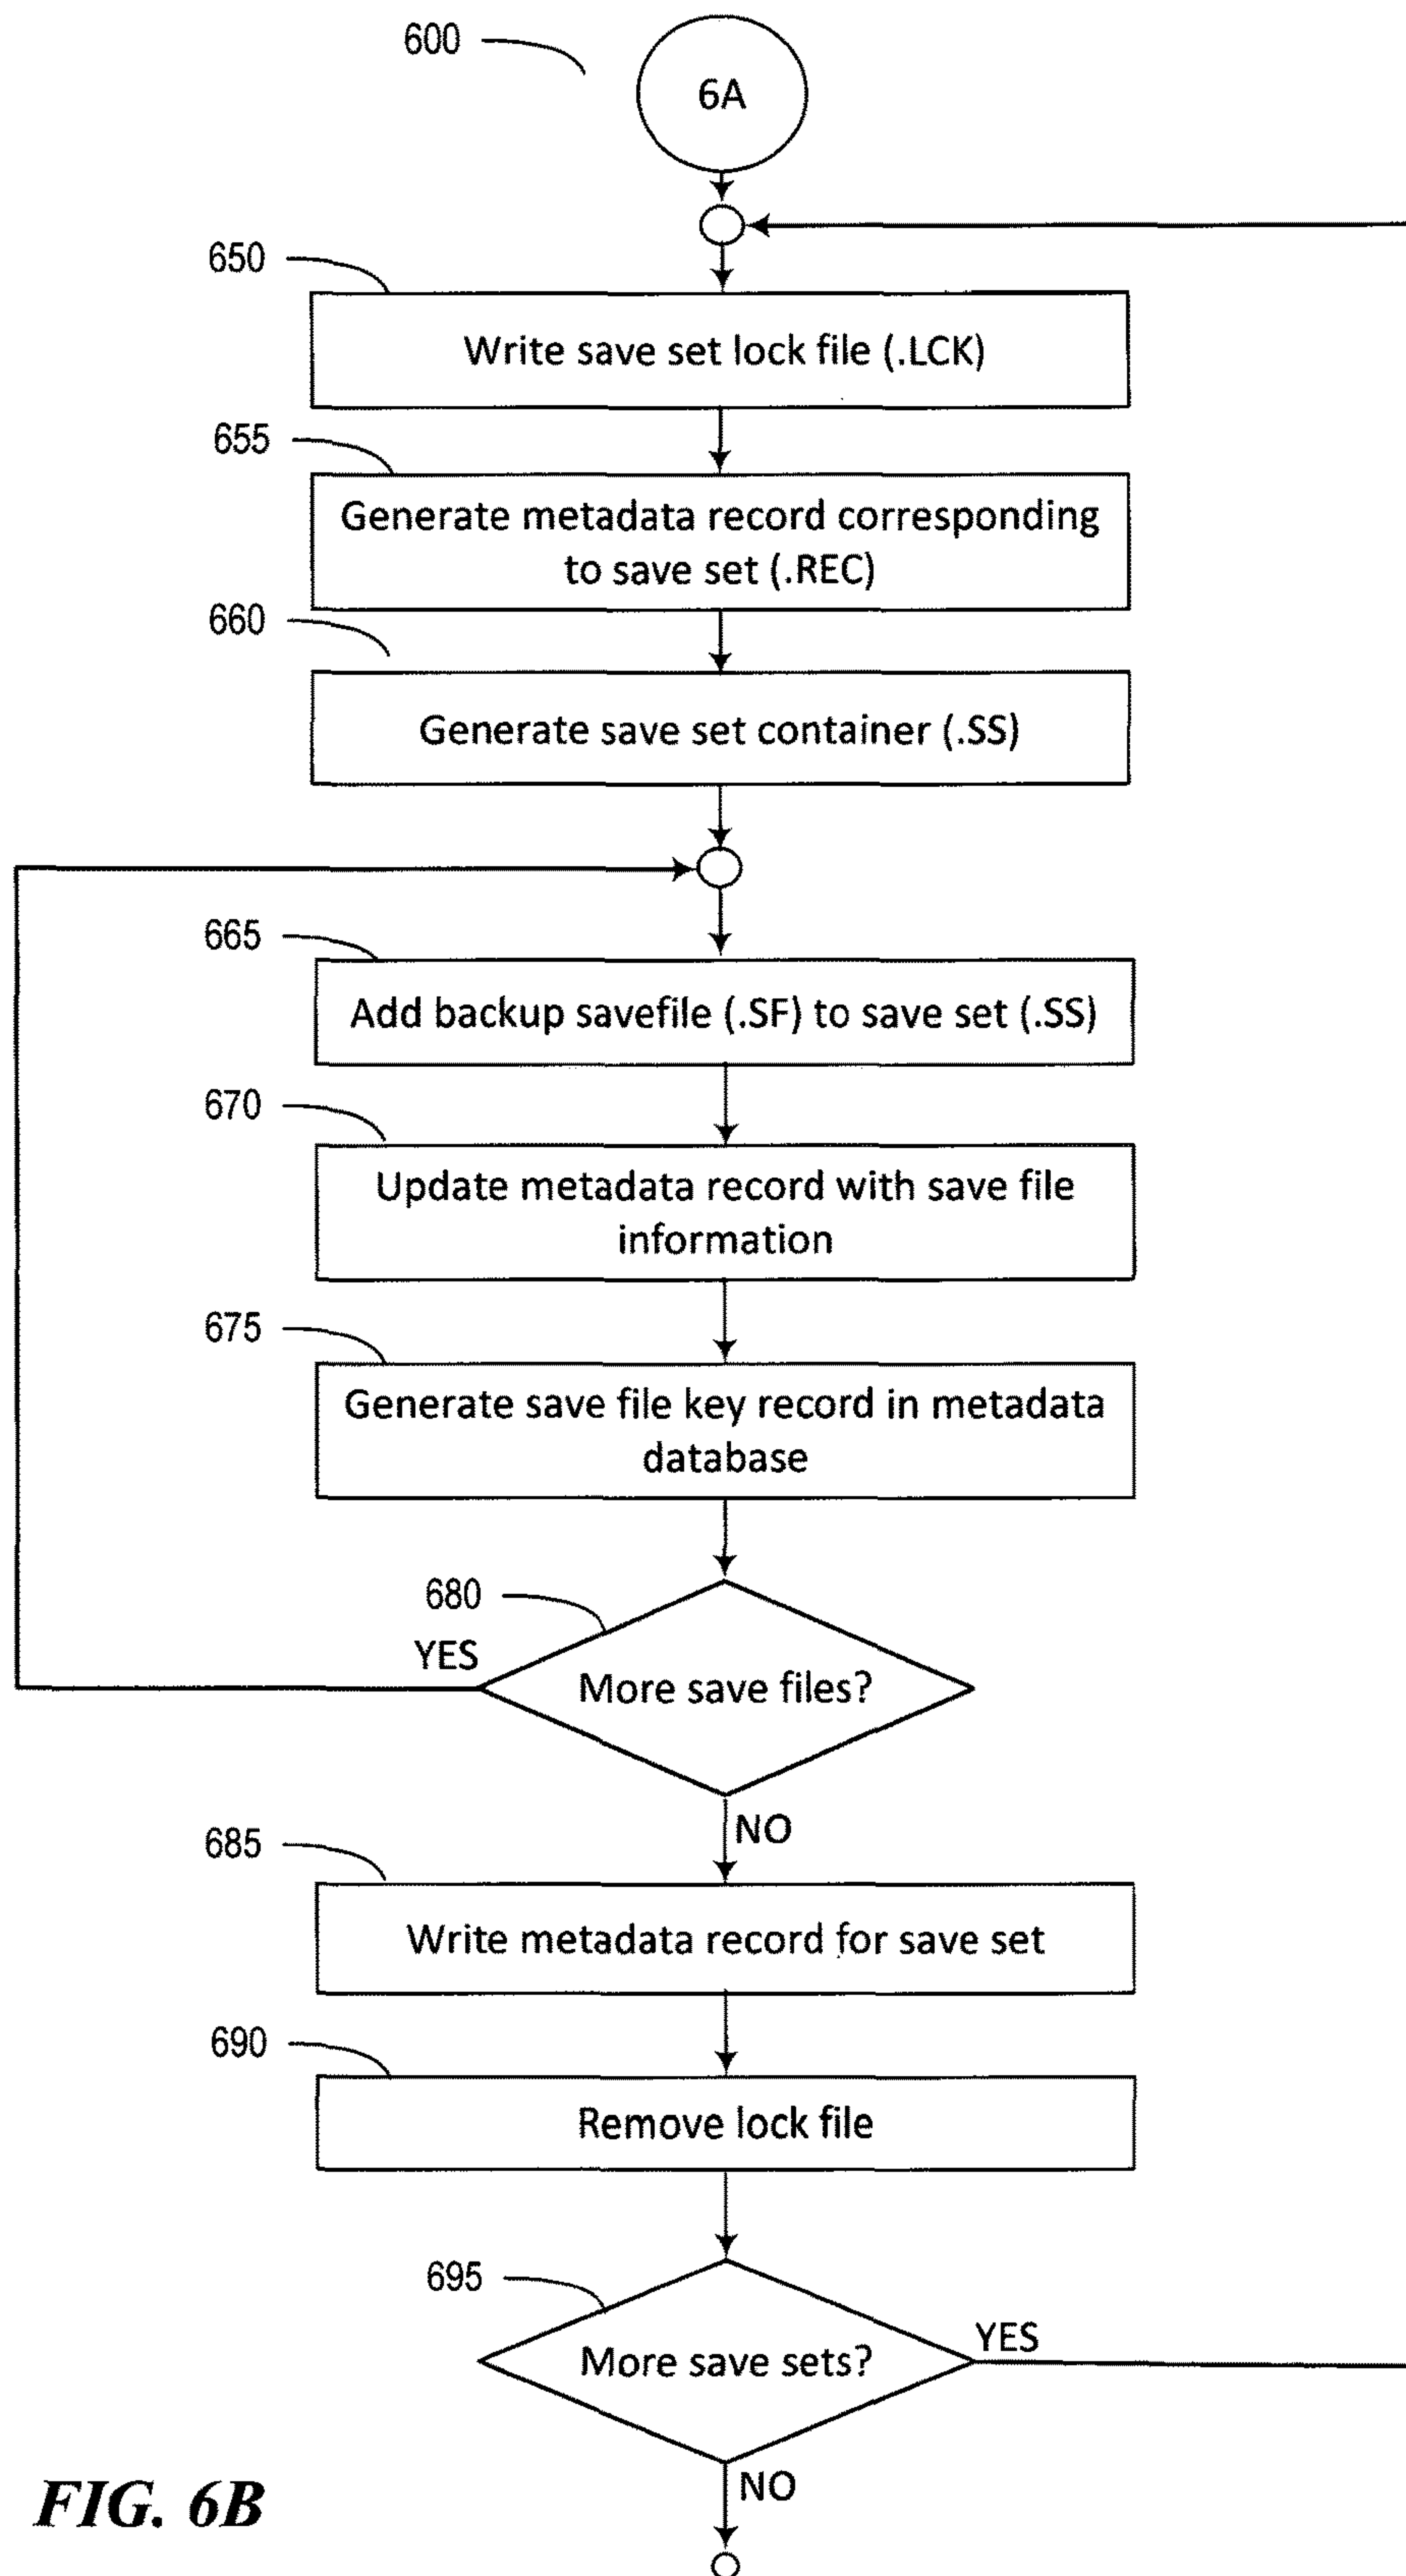 600
6A
650
Write save set lock file (.LCK)
655
Generate metadata record corresponding
to save set (.REC)
660
Generate save set container (.SS)
665
Add backup savefile (.SF) to save set (.SS)
670
Update metadata record with save file
information
675
Generate save file key record in metadata
database
680
YES
More save files?
NO
685
Write metadata record for save set
690
Remove lock file
695
YES
More save sets?
NO
FIG. 6B